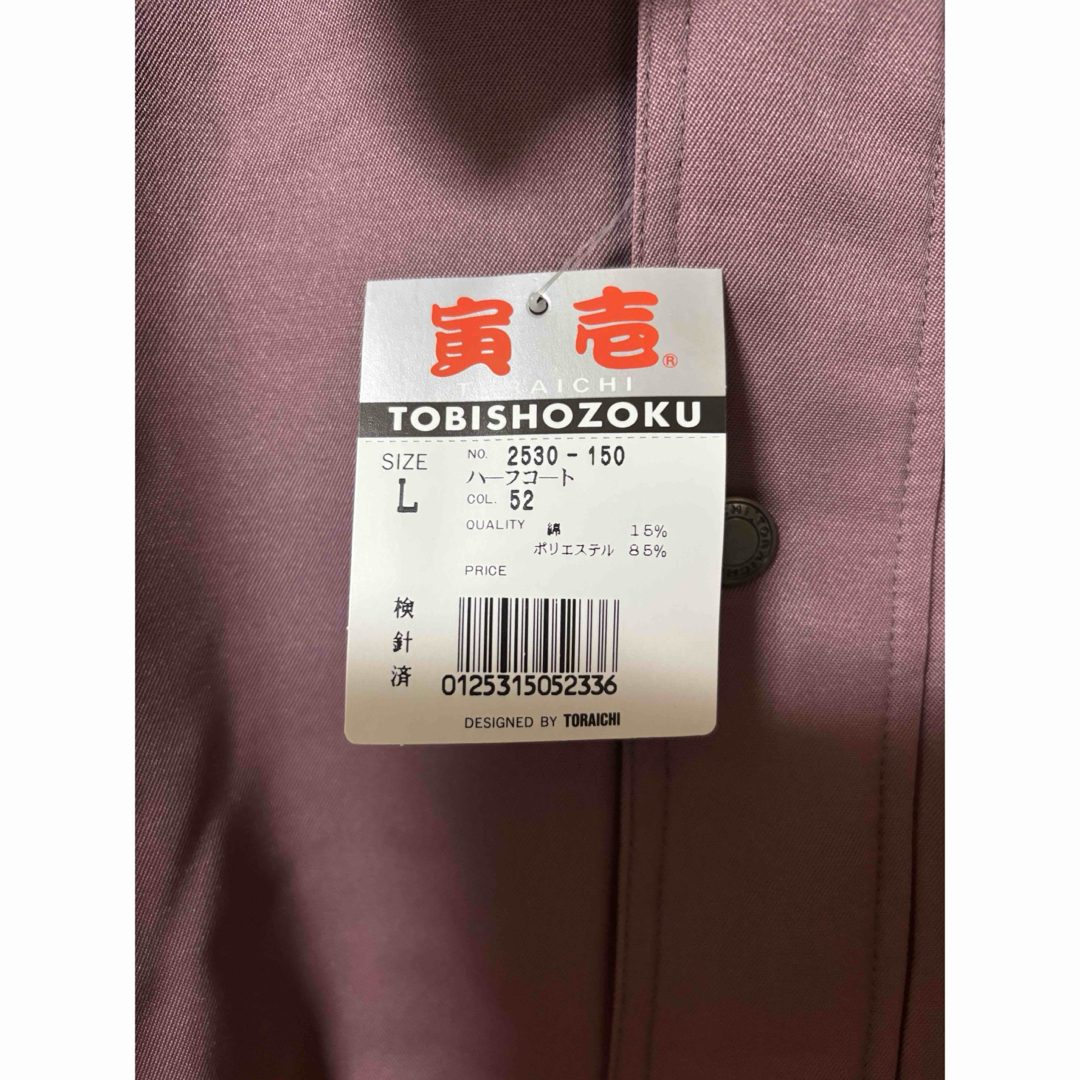 寅壱®
TORAICHI
TOBISHOZOKU
SIZE
L
NO. 2530-150
ハーフコート
COL. 52
QUALITY 綿 15%
ポリエステル 85%
PRICE
検針済
0125315052336
DESIGNED BY TORAICHI
TORAICHI